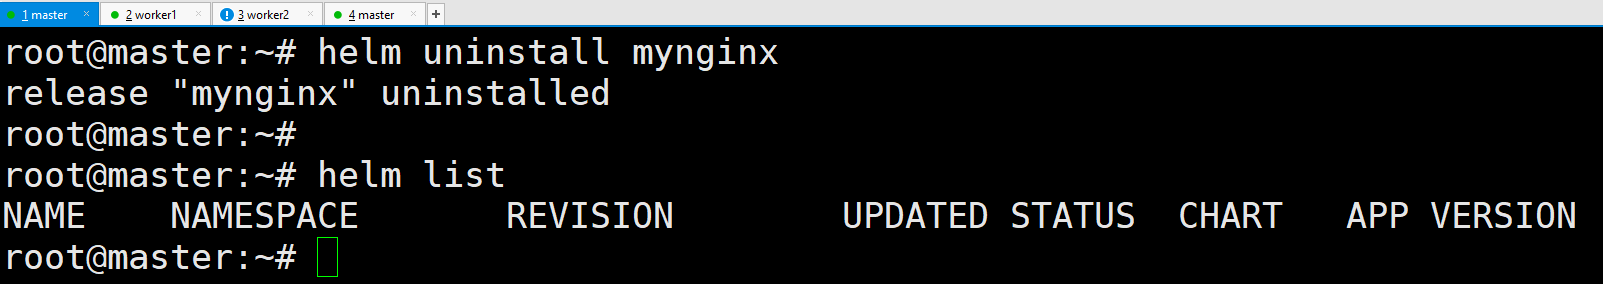 1 master × 2 worker1 × 3 worker2 × 4 master × +
root@master:~# helm uninstall mynginx
release "mynginx" uninstalled
root@master:~#
root@master:~# helm list
NAME NAMESPACE REVISION UPDATED STATUS CHART APP VERSION
root@master:~#